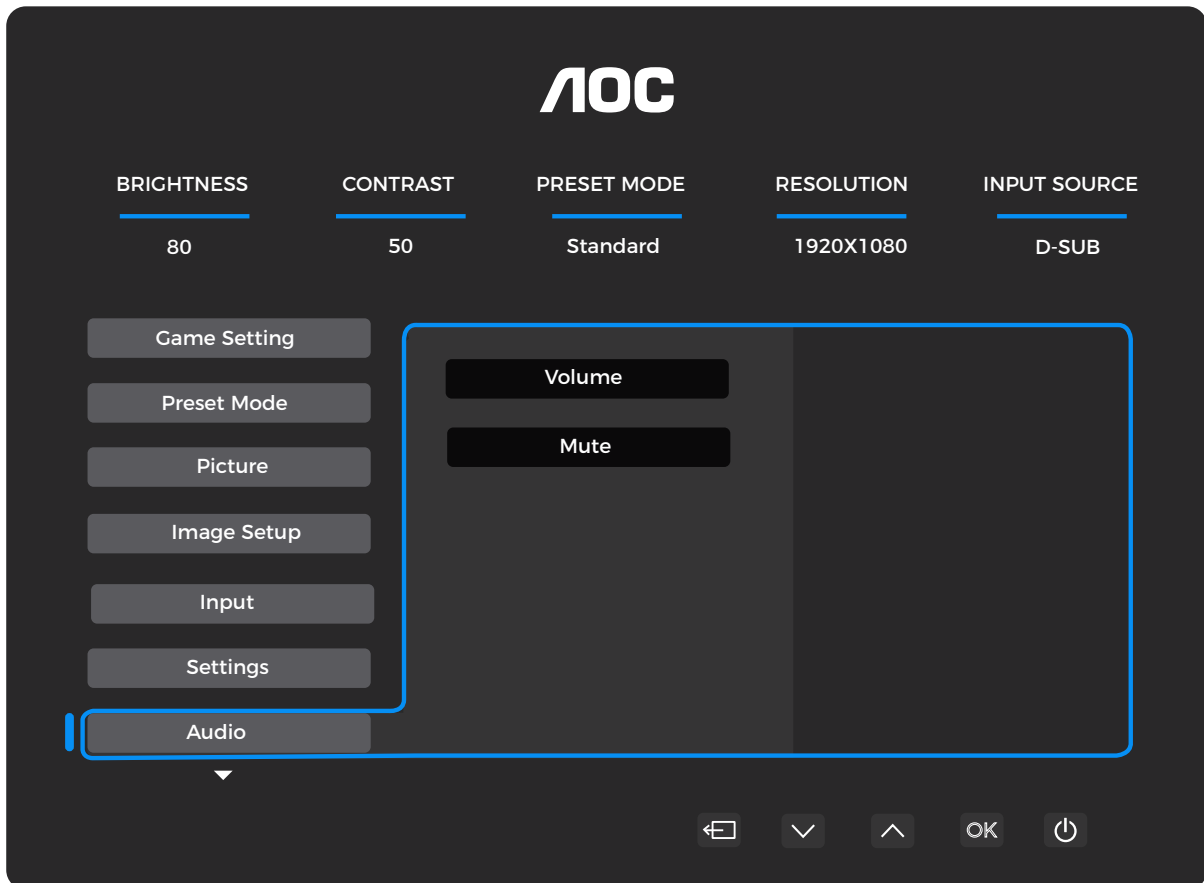 AOC
BRIGHTNESS CONTRAST PRESET MODE RESOLUTION INPUT SOURCE
80 50 Standard 1920X1080 D-SUB
Game Setting
Volume
Preset Mode
Mute
Picture
Image Setup
Input
Settings
Audio
OK